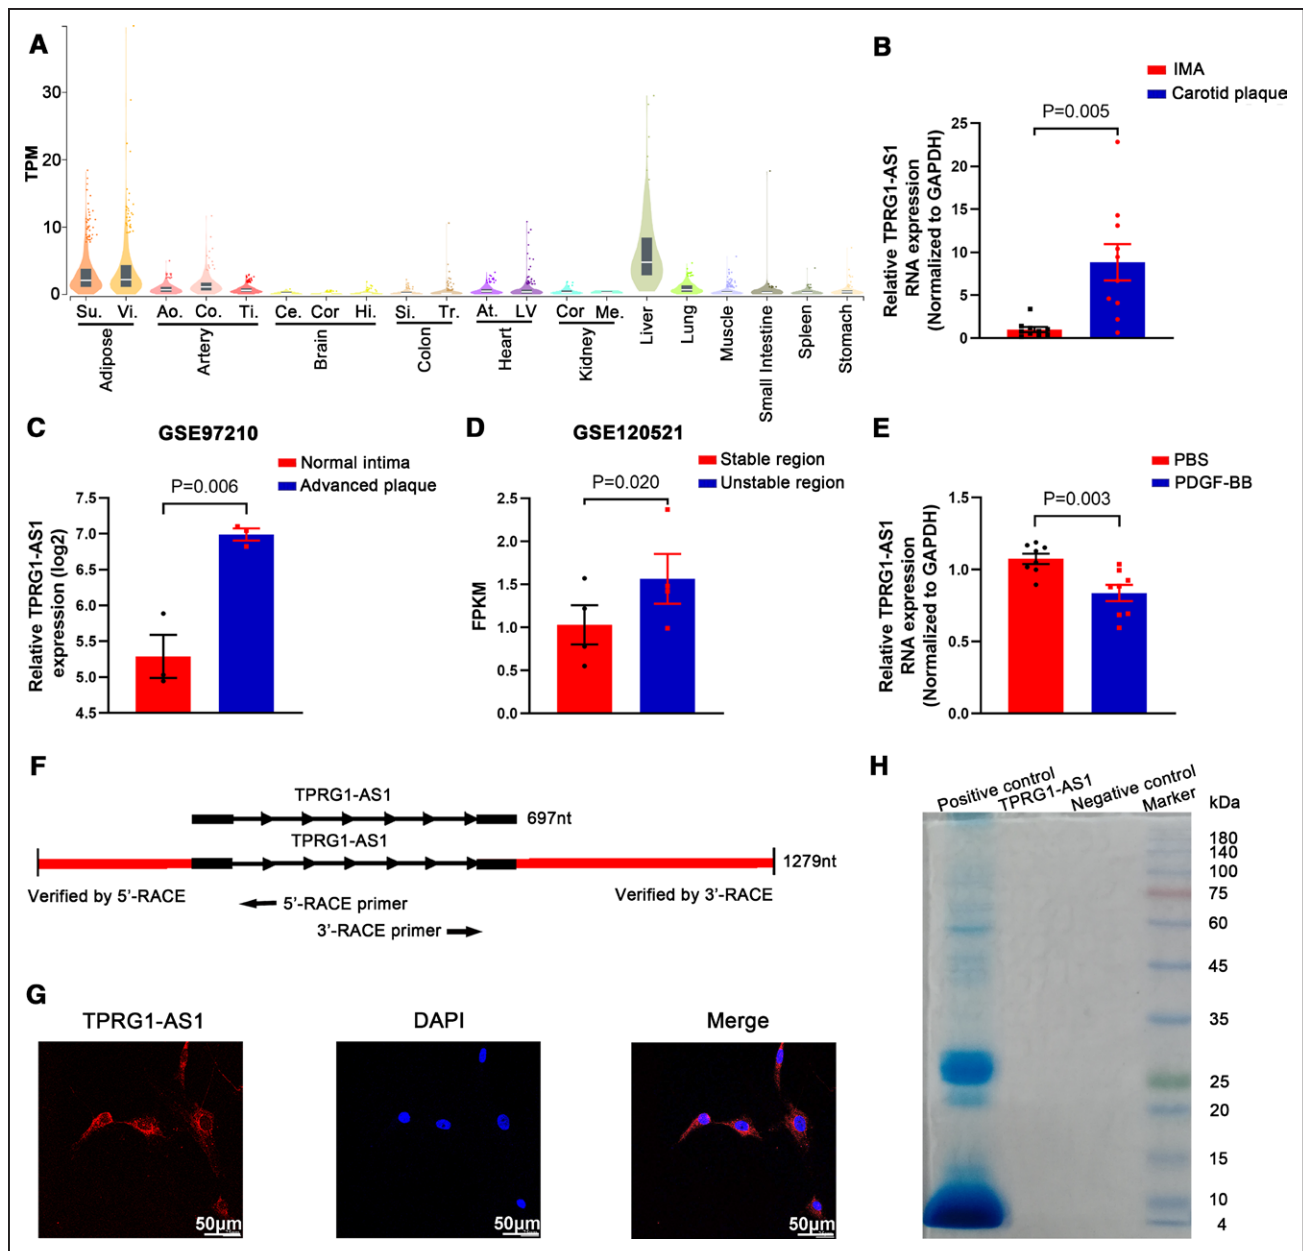 A
TPM
30
20
10
0
Su. Vi. Ao. Co. Ti. Ce. Cor Hi. Si. Tr. At. LV Cor Me.
Adipose
Artery
Brain
Colon
Heart
Kidney
Liver
Lung
Muscle
Small Intestine
Spleen
Stomach
B
IMA
Carotid plaque
P=0.005
Relative TPRG1-AS1
RNA expression
(Normalized to GAPDH)
25
20
15
10
5
0
C
GSE97210
Normal intima
Advanced plaque
P=0.006
Relative TPRG1-AS1
expression (log2)
7.5
7.0
6.5
6.0
5.5
5.0
4.5
D
GSE120521
Stable region
Unstable region
P=0.020
FPKM
2.5
2.0
1.5
1.0
0.5
0.0
E
PBS
PDGF-BB
P=0.003
Relative TPRG1-AS1
RNA expression
(Normalized to GAPDH)
1.5
1.0
0.5
0.0
F
TPRG1-AS1
697nt
TPRG1-AS1
1279nt
Verified by 5'-RACE
Verified by 3'-RACE
5'-RACE primer
3'-RACE primer
G
TPRG1-AS1
DAPI
Merge
50μm
50μm
50μm
H
Positive control
TPRG1-AS1
Negative control
Marker
kDa
180
140
100
75
60
45
35
25
20
15
10
4